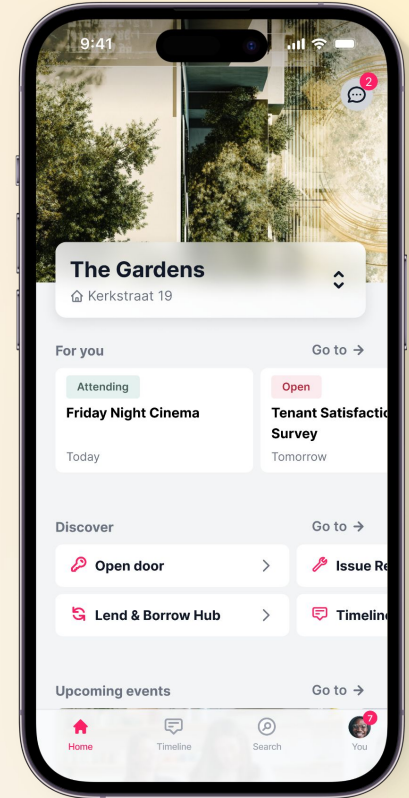 9:41
2
The Gardens
Kerkstraat 19
For you
Go to →
Attending
Open
Friday Night Cinema
Tenant Satisfactio
Survey
Today
Tomorrow
Discover
Go to →
Open door
Issue Re
Lend & Borrow Hub
Timeline
Upcoming events
Go to →
7
Home
Timeline
Search
You